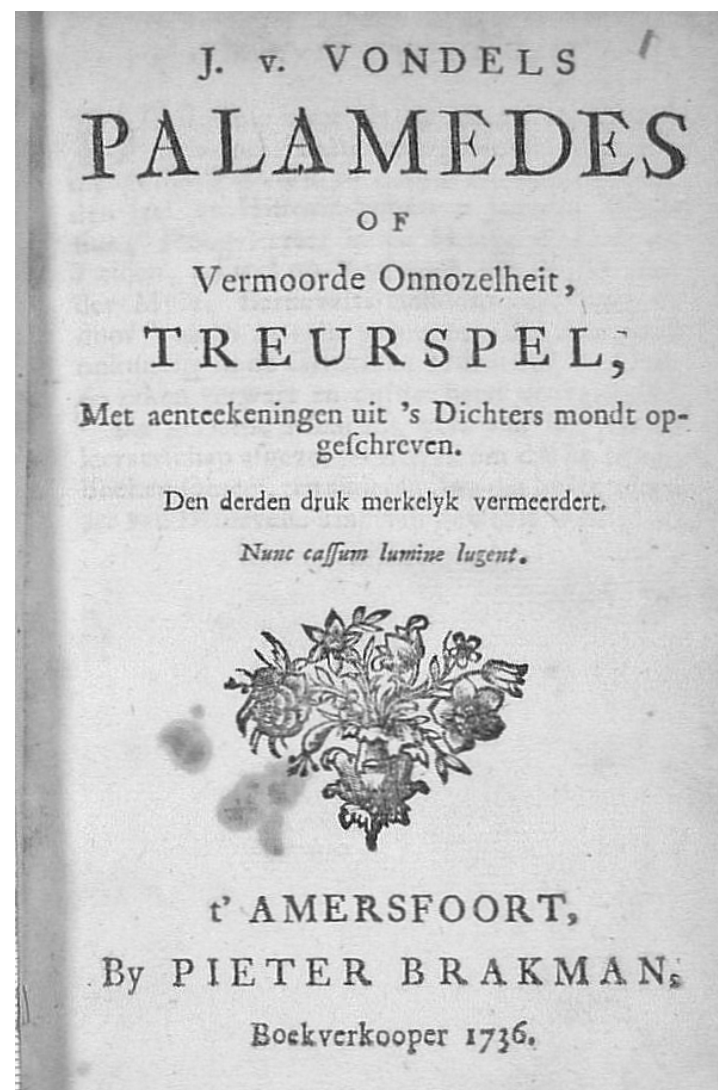 J. v. VONDELS
PALAMEDES
OF
Vermoorde Onnozelheit,
TREURSPEL,
Met aenteekeningen uit 's Dichters mondt op-
geſchreven.
Den derden druk merkelyk vermeerdert.
Nunc caſſum lumine lugent.
t' AMERSFOORT,
By PIETER BRAKMAN,
Boekverkooper 1736.